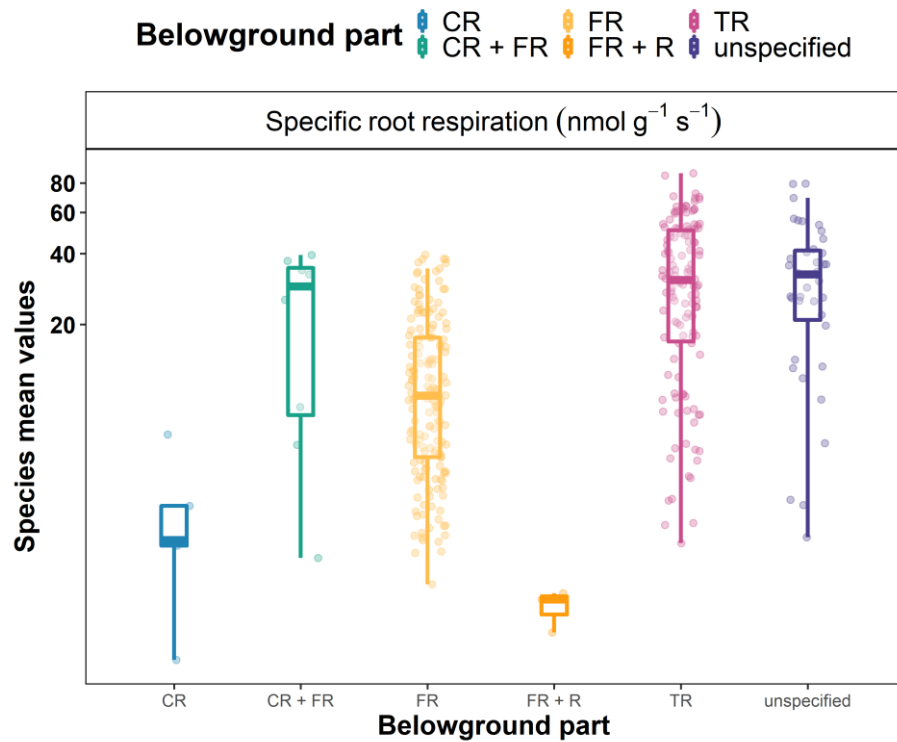 Belowground part CR FR TR
CR + FR FR + R unspecified
Specific root respiration (nmol g⁻¹ s⁻¹)
Species mean values
80
60
40
20
CR CR + FR FR FR + R TR unspecified
Belowground part